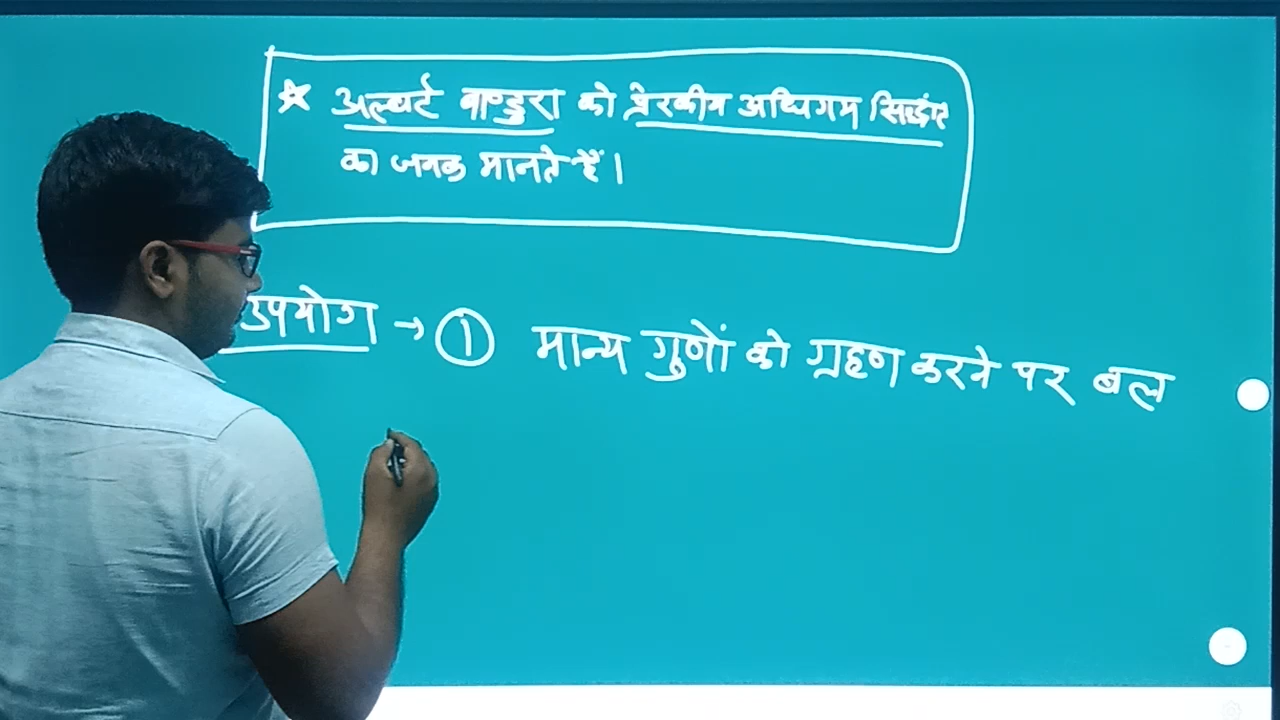 ☆ अल्बर्ट बाण्डुरा को प्रेरकीय अधिगम सिद्धांत
का जनक मानते हैं।
उपयोग → ① मान्य गुणों को ग्रहण करने पर बल